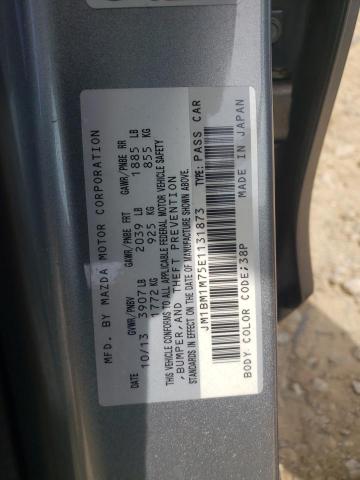 MFD. BY MAZDA MOTOR CORPORATION
GVWR/PNBV GAWR/PNBE FRT GAWR/PNBE RR
DATE 10/13 3907 LB 2039 LB 1885 LB
1772 KG 925 KG 855 KG
THIS VEHICLE CONFORMS TO ALL APPLICABLE FEDERAL MOTOR VEHICLE SAFETY
,BUMPER,AND THEFT PREVENTION
STANDARDS IN EFFECT ON THE DATE OF MANUFACTURE SHOWN ABOVE.
JM1BM1M75E1131873 TYPE: PASS CAR
BODY COLOR CODE;38P MADE IN JAPAN